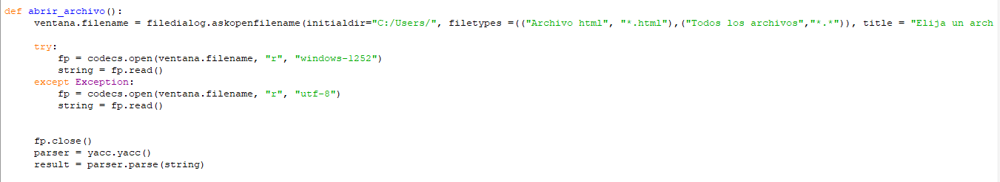 def abrir_archivo():
    ventana.filename = filedialog.askopenfilename(initialdir="C:/Users/", filetypes =(("Archivo html", "*.html"),("Todos los archivos","*.*")), title = "Elija un arch
    try:
        fp = codecs.open(ventana.filename, "r", "windows-1252")
        string = fp.read()
    except Exception:
        fp = codecs.open(ventana.filename, "r", "utf-8")
        string = fp.read()
    fp.close()
    parser = yacc.yacc()
    result = parser.parse(string)